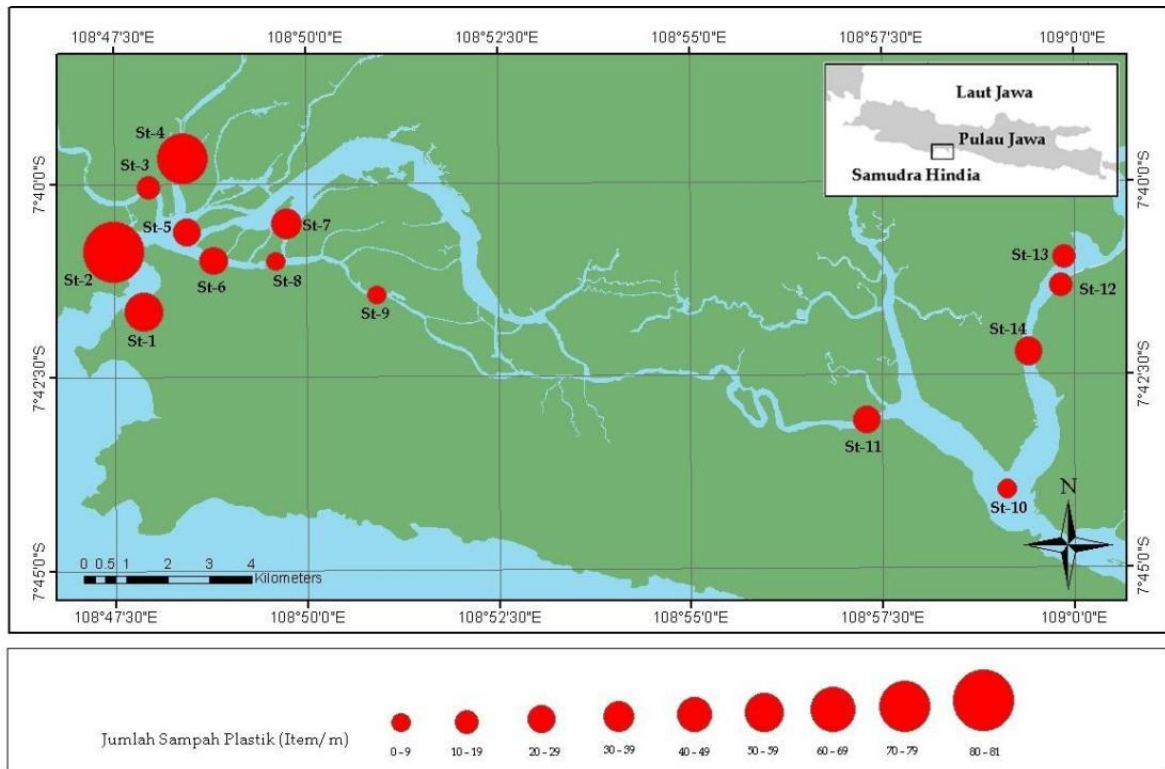 108°47'30"E 108°50'0"E 108°52'30"E 108°55'0"E 108°57'30"E 109°0'0"E
Laut Jawa
Pulau Jawa
Samudra Hindia
7°40'0"S
7°40'0"S
St-4
St-3
St-5
St-7
St-2
St-6
St-8
St-1
St-9
St-13
St-12
St-14
7°42'30"S
7°42'30"S
St-11
St-10
N
0 0.5 1 2 3 4
Kilometers
7°45'0"S
7°45'0"S
108°47'30"E 108°50'0"E 108°52'30"E 108°55'0"E 108°57'30"E 109°0'0"E
Jumlah Sampah Plastik (Item/ m)
0-9 10-19 20-29 30-39 40-49 50-59 60-69 70-79 80-81